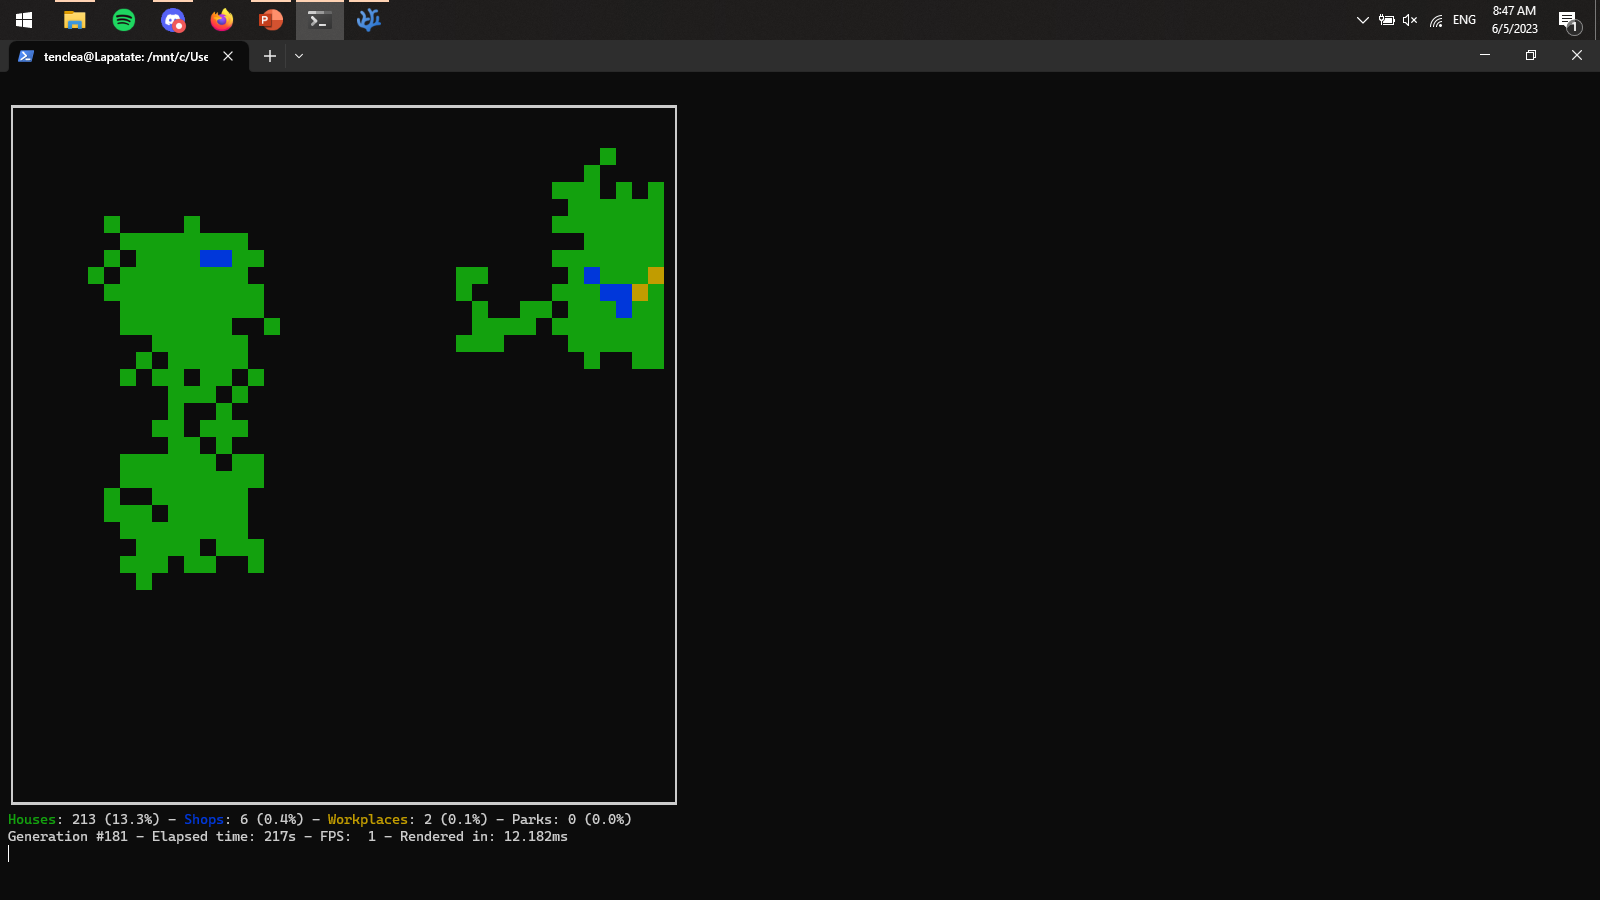 8:47 AM
ENG
6/5/2023
1
P
tenclea@Lapatate: /mnt/c/Use
Houses: 213 (13.3%) - Shops: 6 (0.4%) - Workplaces: 2 (0.1%) - Parks: 0 (0.0%)
Generation #181 - Elapsed time: 217s - FPS:  1 - Rendered in: 12.182ms